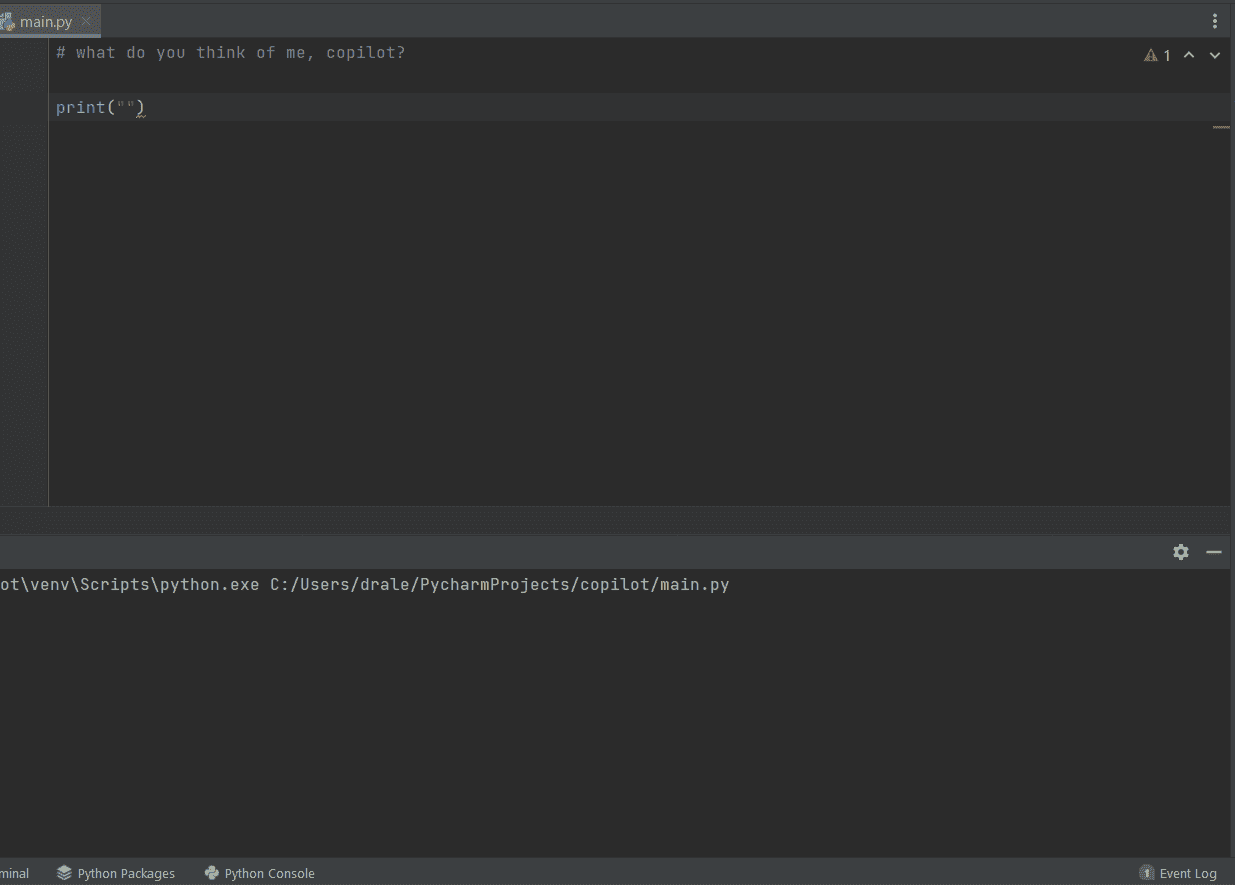 main.py
# what do you think of me, copilot?
1
print("")
ot\venv\Scripts\python.exe C:/Users/drale/PycharmProjects/copilot/main.py
minal Python Packages Python Console 1 Event Log